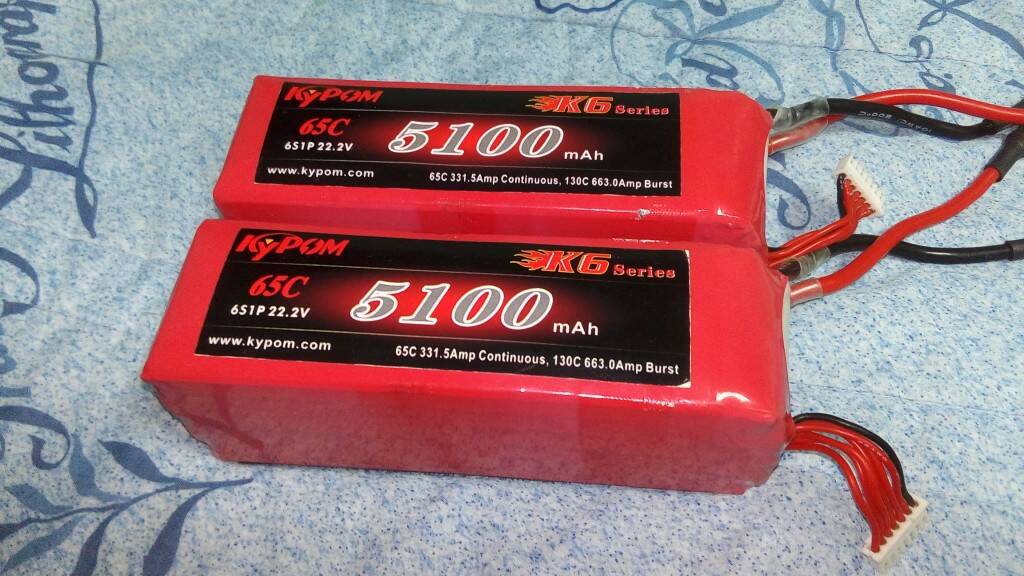 KyPOM
K6 Series
65C
5100 mAh
6S1P 22.2V
www.kypom.com
65C 331.5Amp Continuous, 130C 663.0Amp Burst
KyPOM
K6 Series
65C
5100 mAh
6S1P 22.2V
www.kypom.com
65C 331.5Amp Continuous, 130C 663.0Amp Burst